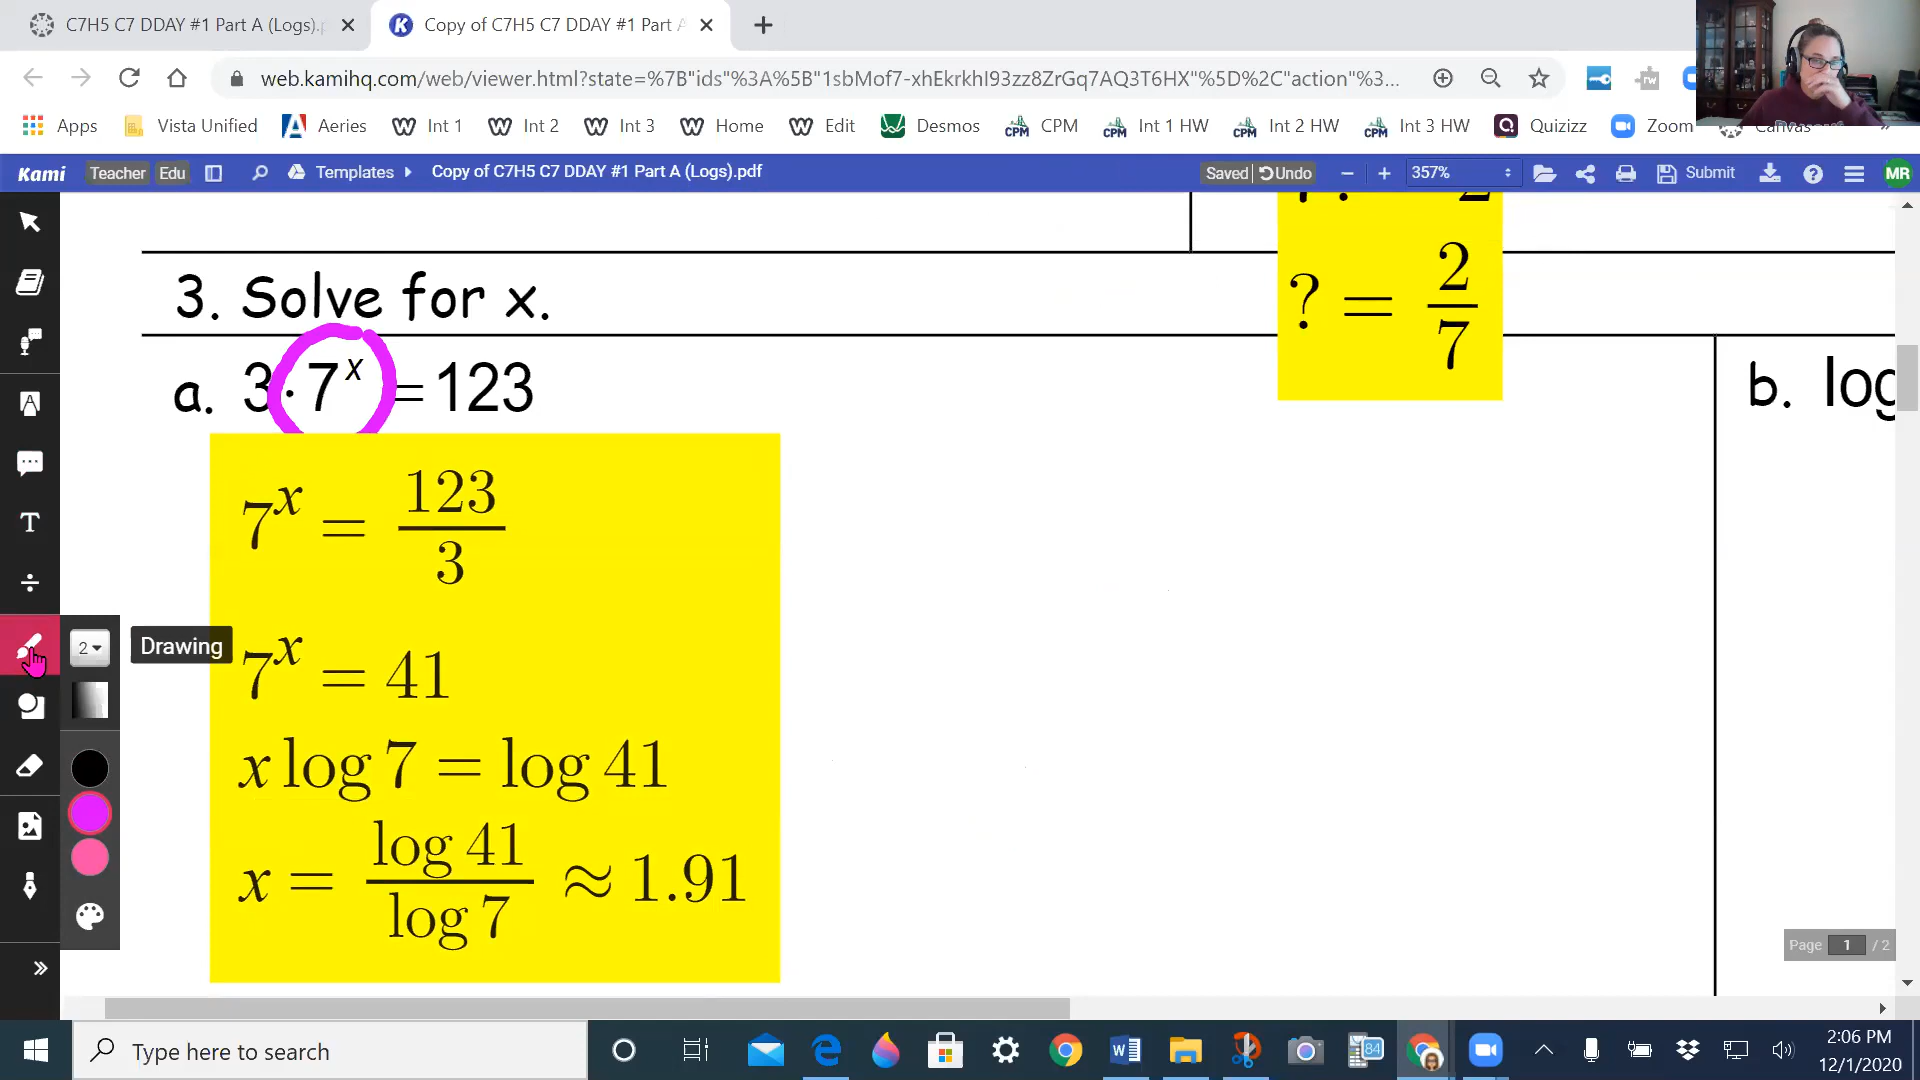 C7H5 C7 DDAY #1 Part A (Logs).p
Copy of C7H5 C7 DDAY #1 Part A
web.kamihq.com/web/viewer.html?state=%7B"ids"%3A%5B"1sbMof7-xhEkrkhI93zz8ZrGq7AQ3T6HX"%5D%2C"action"%3...
rw
Apps Vista Unified Aeries Int 1 Int 2 Int 3 Home Edit Desmos CPM Int 1 HW Int 2 HW Int 3 HW Quizizz Zoom Canvas
Kami Teacher Edu Templates Copy of C7H5 C7 DDAY #1 Part A (Logs).pdf Saved Undo 357% Submit MR
? = 2/7
3. Solve for x.
a. 3·7^x = 123
b. log
7^x = 123/3
7^x = 41
x log 7 = log 41
x = log 41/log 7 ≈ 1.91
2
Drawing
Page 1 / 2
Type here to search
84
2:06 PM
12/1/2020